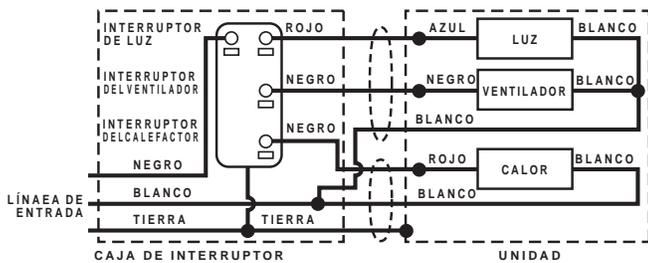 INTERRUPTOR
DE LUZ
ROJO
AZUL
LUZ
BLANCO
INTERRUPTOR
DELVENTILADOR
NEGRO
NEGRO
VENTILADOR
BLANCO
BLANCO
INTERRUPTOR
DELCALEFACTOR
NEGRO
NEGRO
ROJO
CALOR
BLANCO
BLANCO
LÍNAEA DE
ENTRADA
BLANCO
TIERRA
TIERRA
CAJA DE INTERRUPTOR
UNIDAD